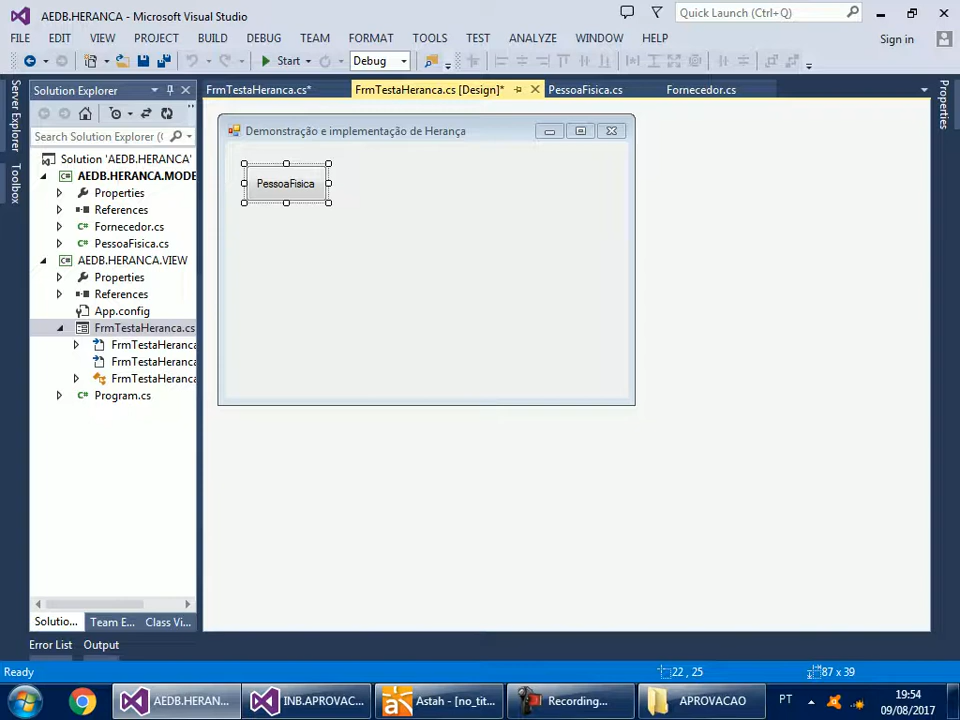 AEDB.HERANCA - Microsoft Visual Studio
Quick Launch (Ctrl+Q)
FILE EDIT VIEW PROJECT BUILD DEBUG TEAM FORMAT TOOLS TEST ANALYZE WINDOW HELP
Sign in
Start Debug
Server Explorer
Toolbox
Solution Explorer
FrmTestaHeranca.cs* FrmTestaHeranca.cs [Design]* PessoaFisica.cs Fornecedor.cs
Properties
Search Solution Explorer (
Solution 'AEDB.HERANCA'
AEDB.HERANCA.MODE
Properties
References
Fornecedor.cs
PessoaFisica.cs
AEDB.HERANCA.VIEW
Properties
References
App.config
FrmTestaHeranca.cs
FrmTestaHeranca
FrmTestaHeranca
FrmTestaHeranca
Program.cs
Demonstração e implementação de Herança
PessoaFisica
Solutio... Team E... Class Vi...
Error List Output
Ready
22 , 25
87 x 39
AEDB.HERAN...
INB.APROVAC...
Astah - [no_tit...
Recording...
APROVACAO
PT
19:54
09/08/2017